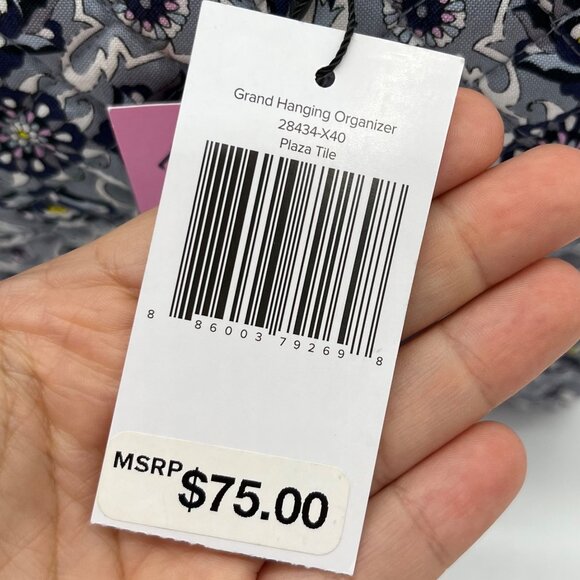 Grand Hanging Organizer
28434-X40
Plaza Tile
8 86003 79269 8
MSRP $75.00